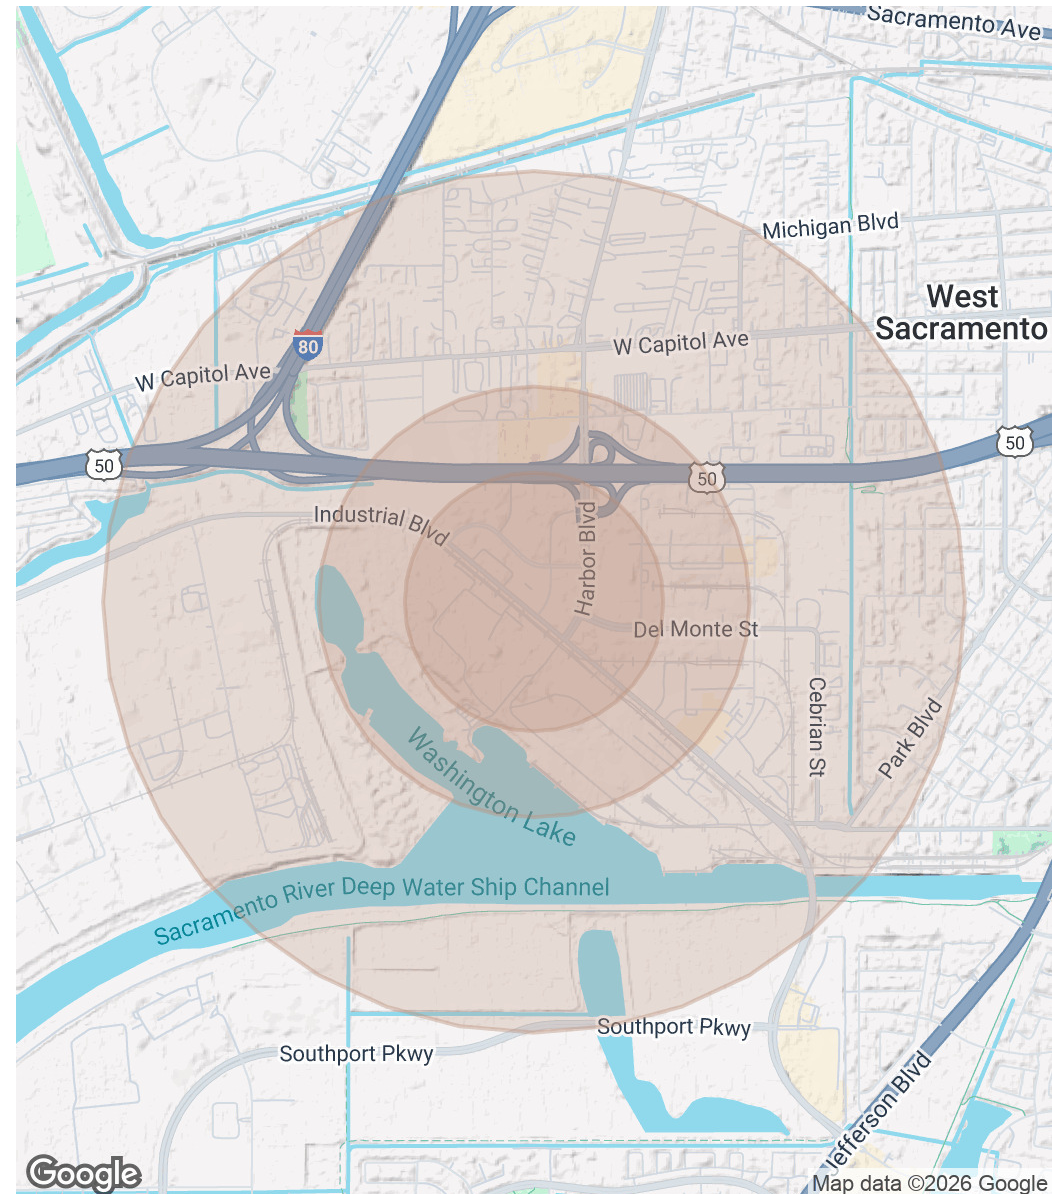 Sacramento Ave
Michigan Blvd
West
Sacramento
80
W Capitol Ave
W Capitol Ave
50
50
50
Industrial Blvd
Harbor Blvd
Del Monte St
Cebrian St
Park Blvd
Washington Lake
Sacramento River Deep Water Ship Channel
Southport Pkwy
Southport Pkwy
Jefferson Blvd
Google
Map data ©2026 Google